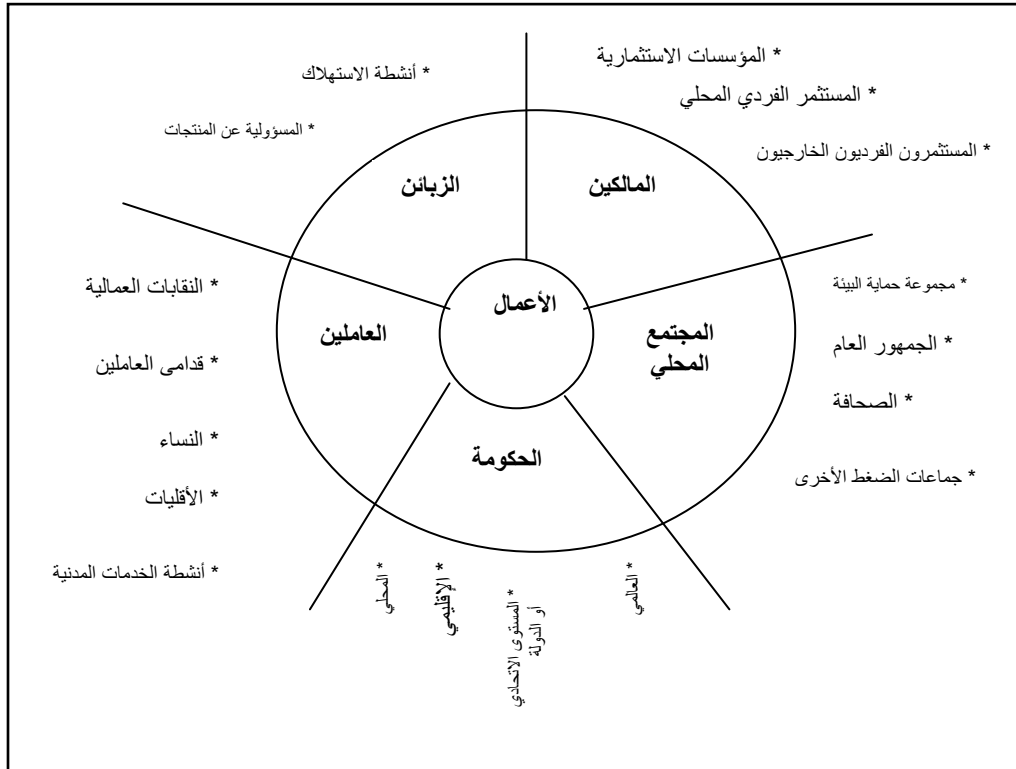 * المؤسسات الاستثمارية
* المستثمر الفردي المحلي
* المستثمرون الفرديون الخارجيون
المالكين
* أنشطة الاستهلاك
* المسؤولية عن المنتجات
الزبائن
الأعمال
* مجموعة حماية البيئة
* الجمهور العام
* الصحافة
* جماعات الضغط الأخرى
المجتمع
المحلي
العاملين
* النقابات العمالية
* قدامى العاملين
* النساء
* الأقليات
* أنشطة الخدمات المدنية
الحكومة
* العالمي
* المستوى الاتحادي
أو الدولة
* الإقليمي
* المحلي